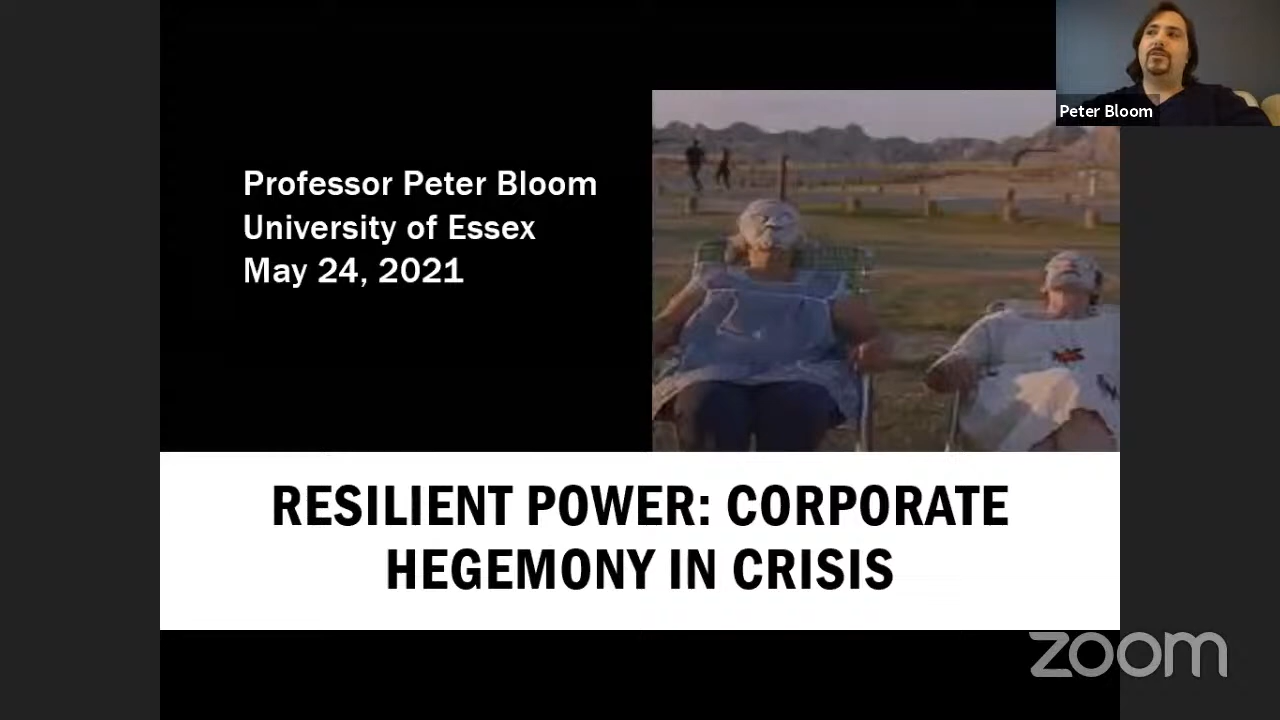 Peter Bloom
Professor Peter Bloom
University of Essex
May 24, 2021
RESILIENT POWER: CORPORATE
HEGEMONY IN CRISIS
zoom